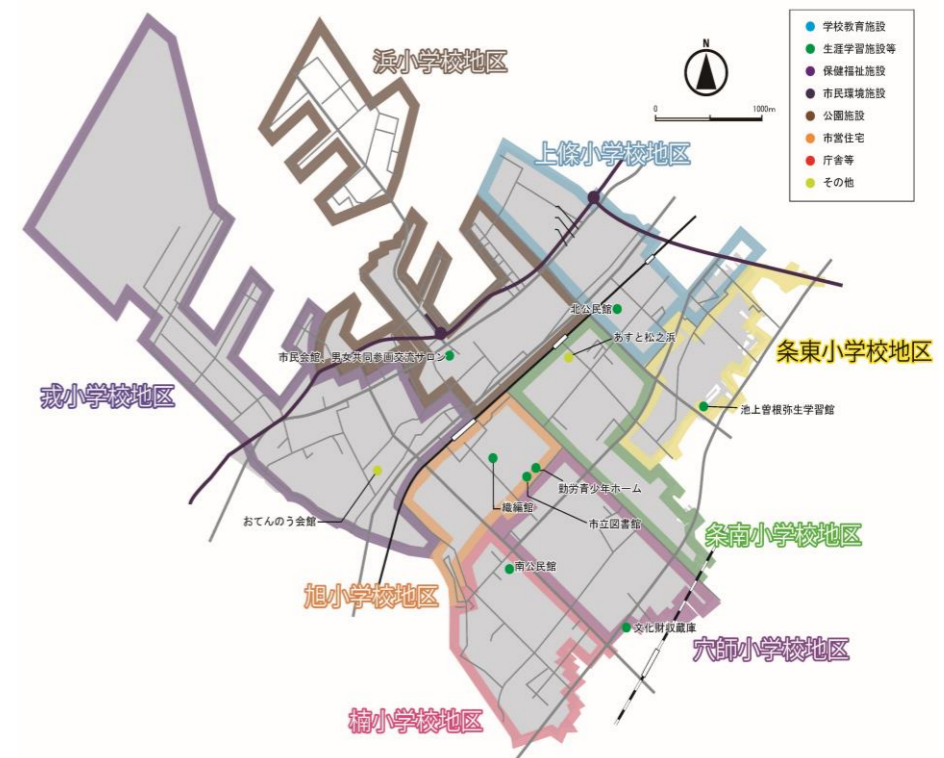 浜小学校地区
N
0 1000m
学校教育施設
生涯学習施設等
保健福祉施設
市民環境施設
公園施設
市営住宅
庁舎等
その他
上條小学校地区
北公民館
あすと松之浜
市民会館、男女共同参画交流サロン
条東小学校地区
戎小学校地区
池上曽根弥生学習館
勤労青少年ホーム
織編館
市立図書館
おてんのう会館
条南小学校地区
南公民館
旭小学校地区
文化財収蔵庫
穴師小学校地区
楠小学校地区